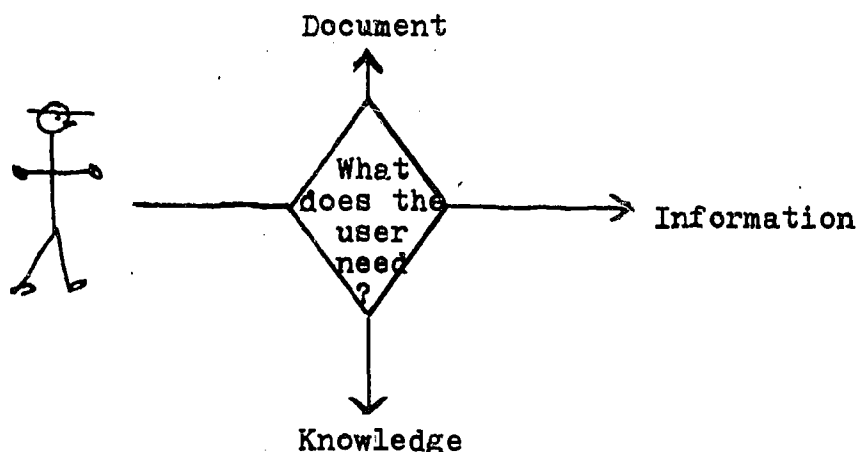 Document
What
does the
user
need
?
Information
Knowledge